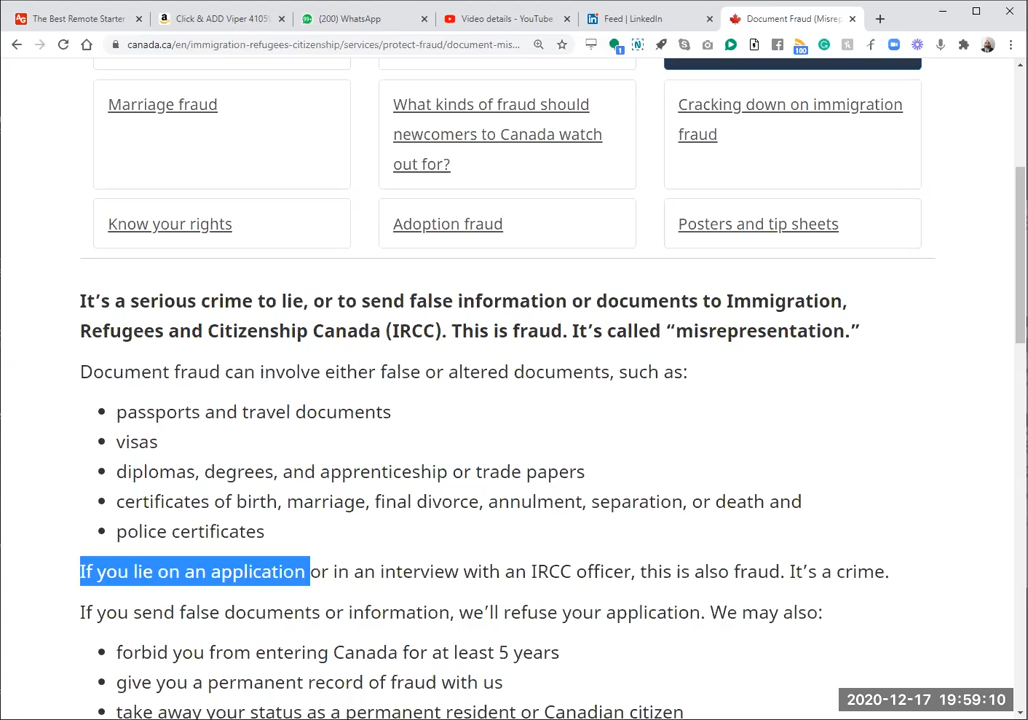 The Best Remote Starter
Click & ADD Viper 4105
(200) WhatsApp
Video details - YouTube
Feed | LinkedIn
Document Fraud (Misrep
canada.ca/en/immigration-refugees-citizenship/services/protect-fraud/document-mis...
Marriage fraud
What kinds of fraud should
newcomers to Canada watch
out for?
Cracking down on immigration
fraud
Know your rights
Adoption fraud
Posters and tip sheets
It's a serious crime to lie, or to send false information or documents to Immigration,
Refugees and Citizenship Canada (IRCC). This is fraud. It's called “misrepresentation.”
Document fraud can involve either false or altered documents, such as:
• passports and travel documents
• visas
• diplomas, degrees, and apprenticeship or trade papers
• certificates of birth, marriage, final divorce, annulment, separation, or death and
• police certificates
If you lie on an application or in an interview with an IRCC officer, this is also fraud. It's a crime.
If you send false documents or information, we'll refuse your application. We may also:
• forbid you from entering Canada for at least 5 years
• give you a permanent record of fraud with us
• take away your status as a permanent resident or Canadian citizen
2020-12-17 19:59:10